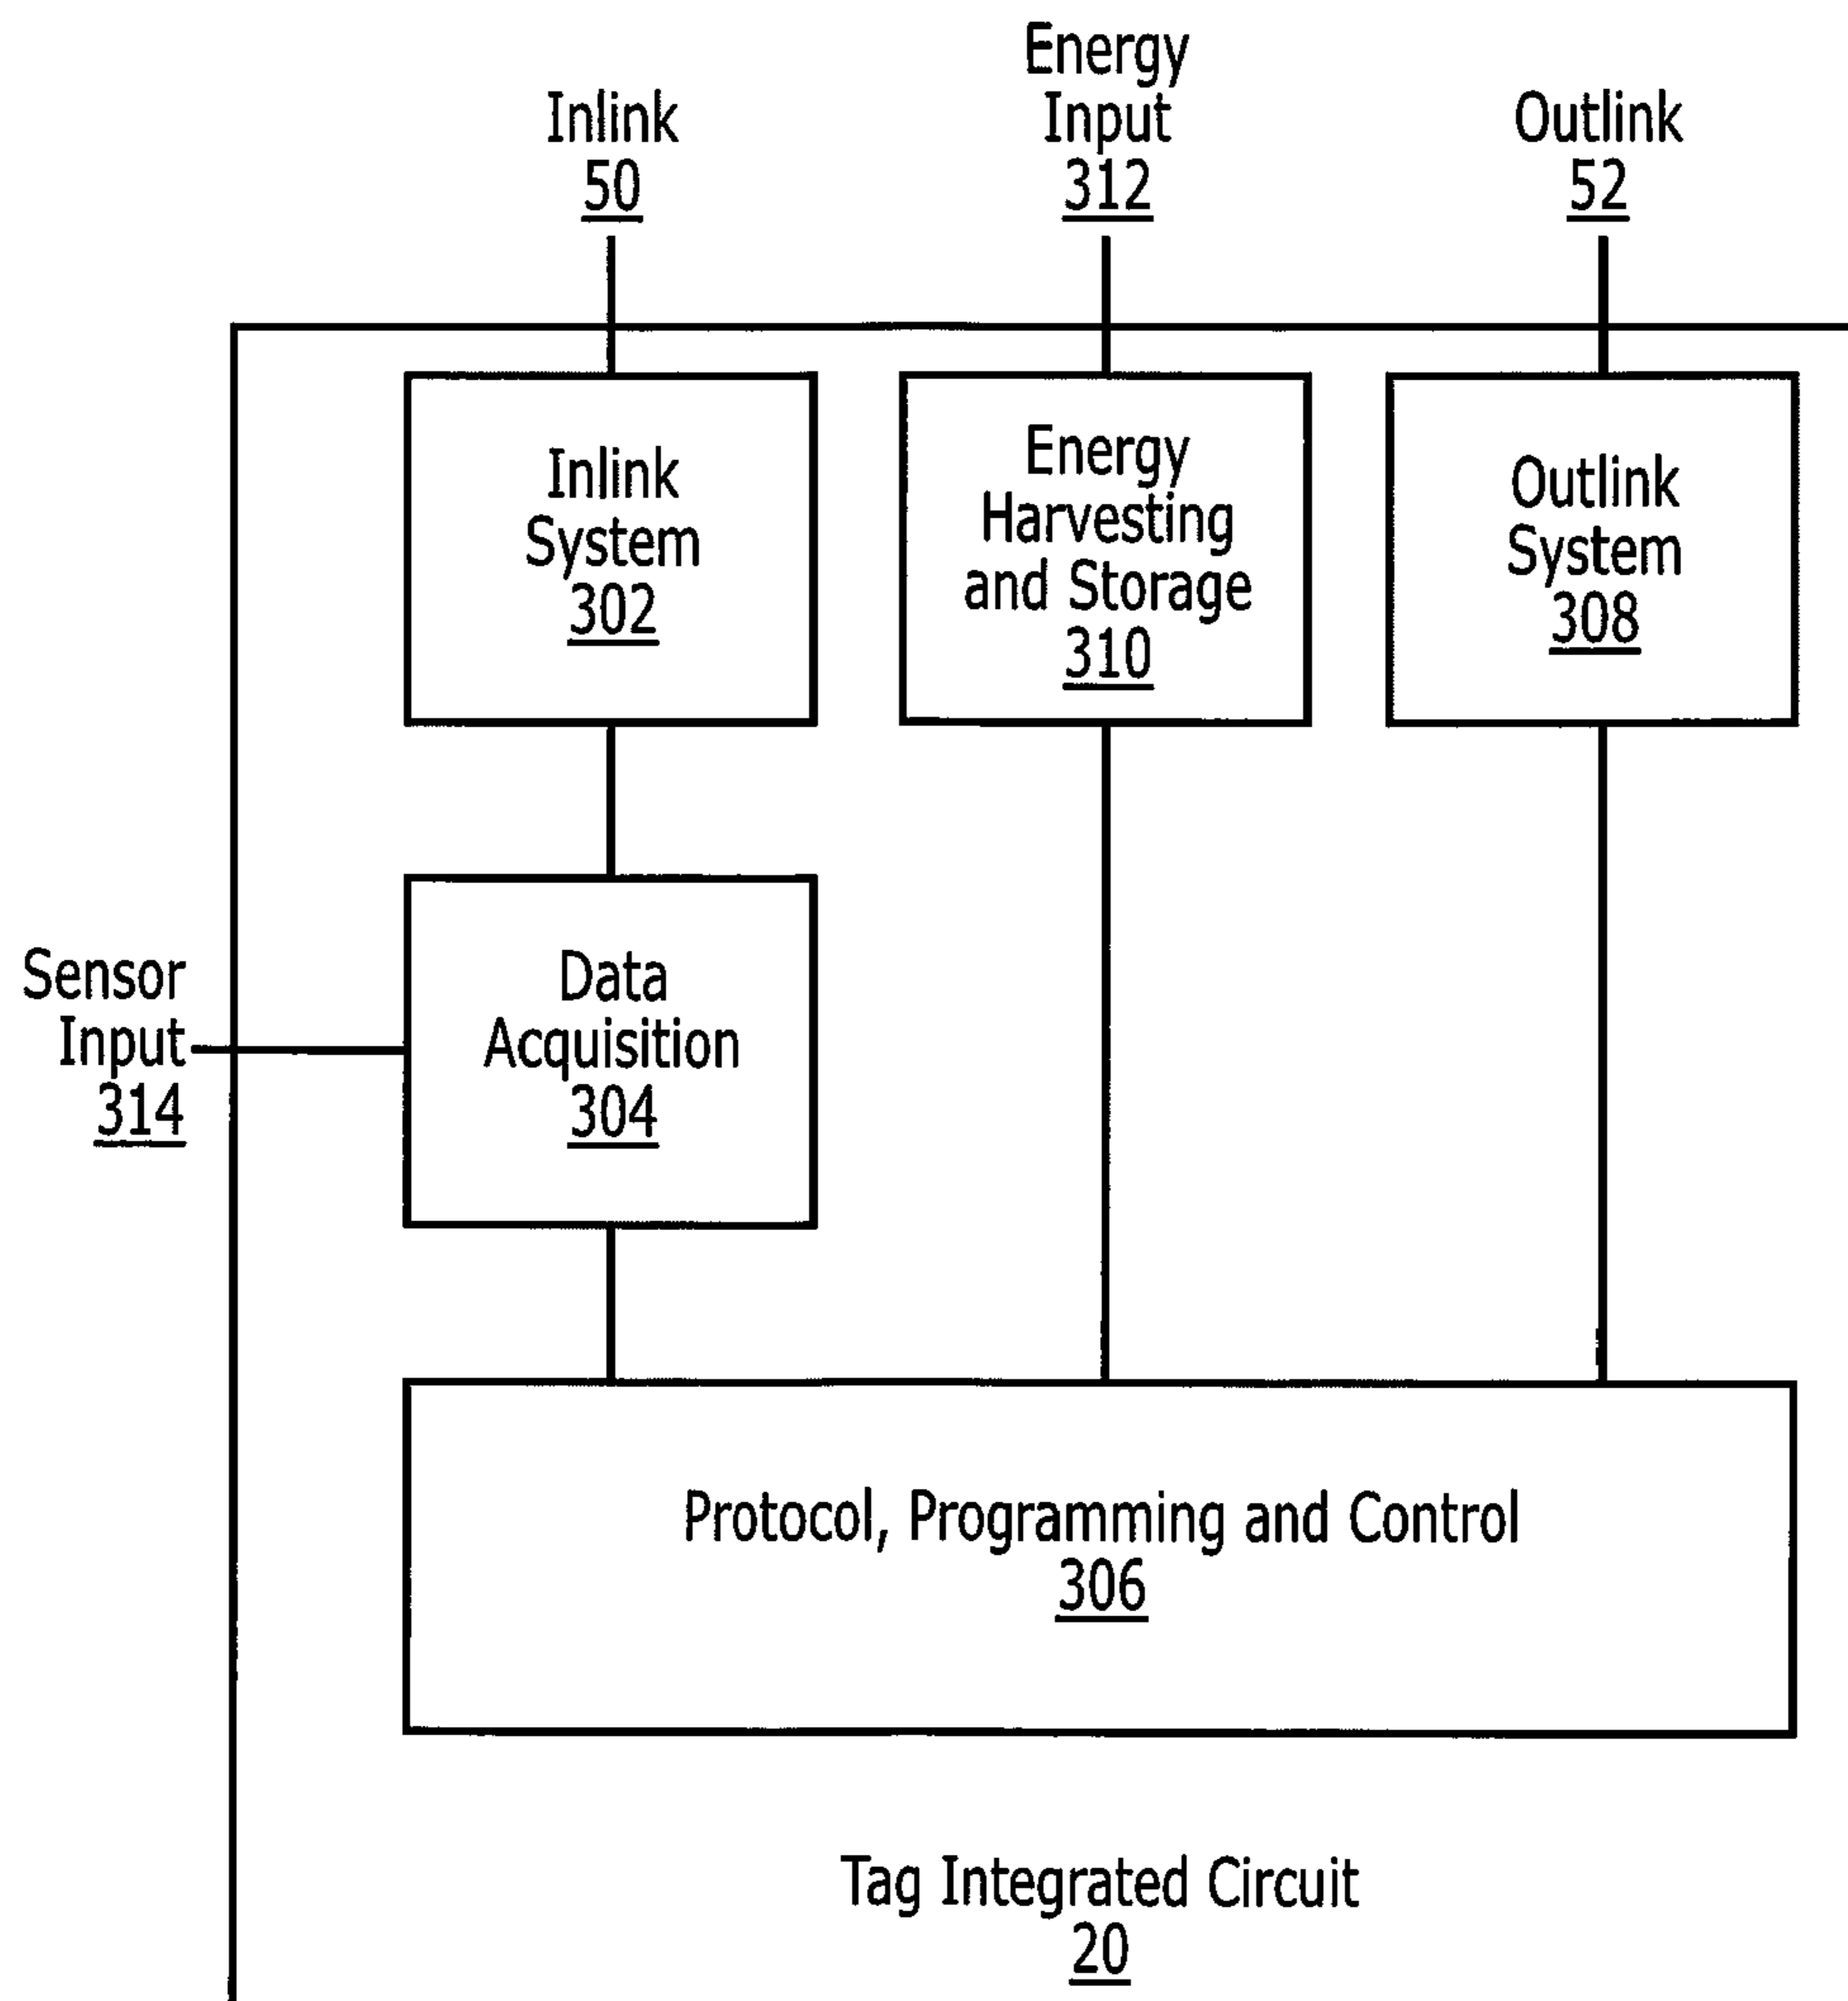 Inlink
50
Energy
Input
312
Outlink
52
Inlink
System
302
Energy
Harvesting
and Storage
310
Outlink
System
308
Sensor
Input
314
Data
Acquisition
304
Protocol, Programming and Control
306
Tag Integrated Circuit
20